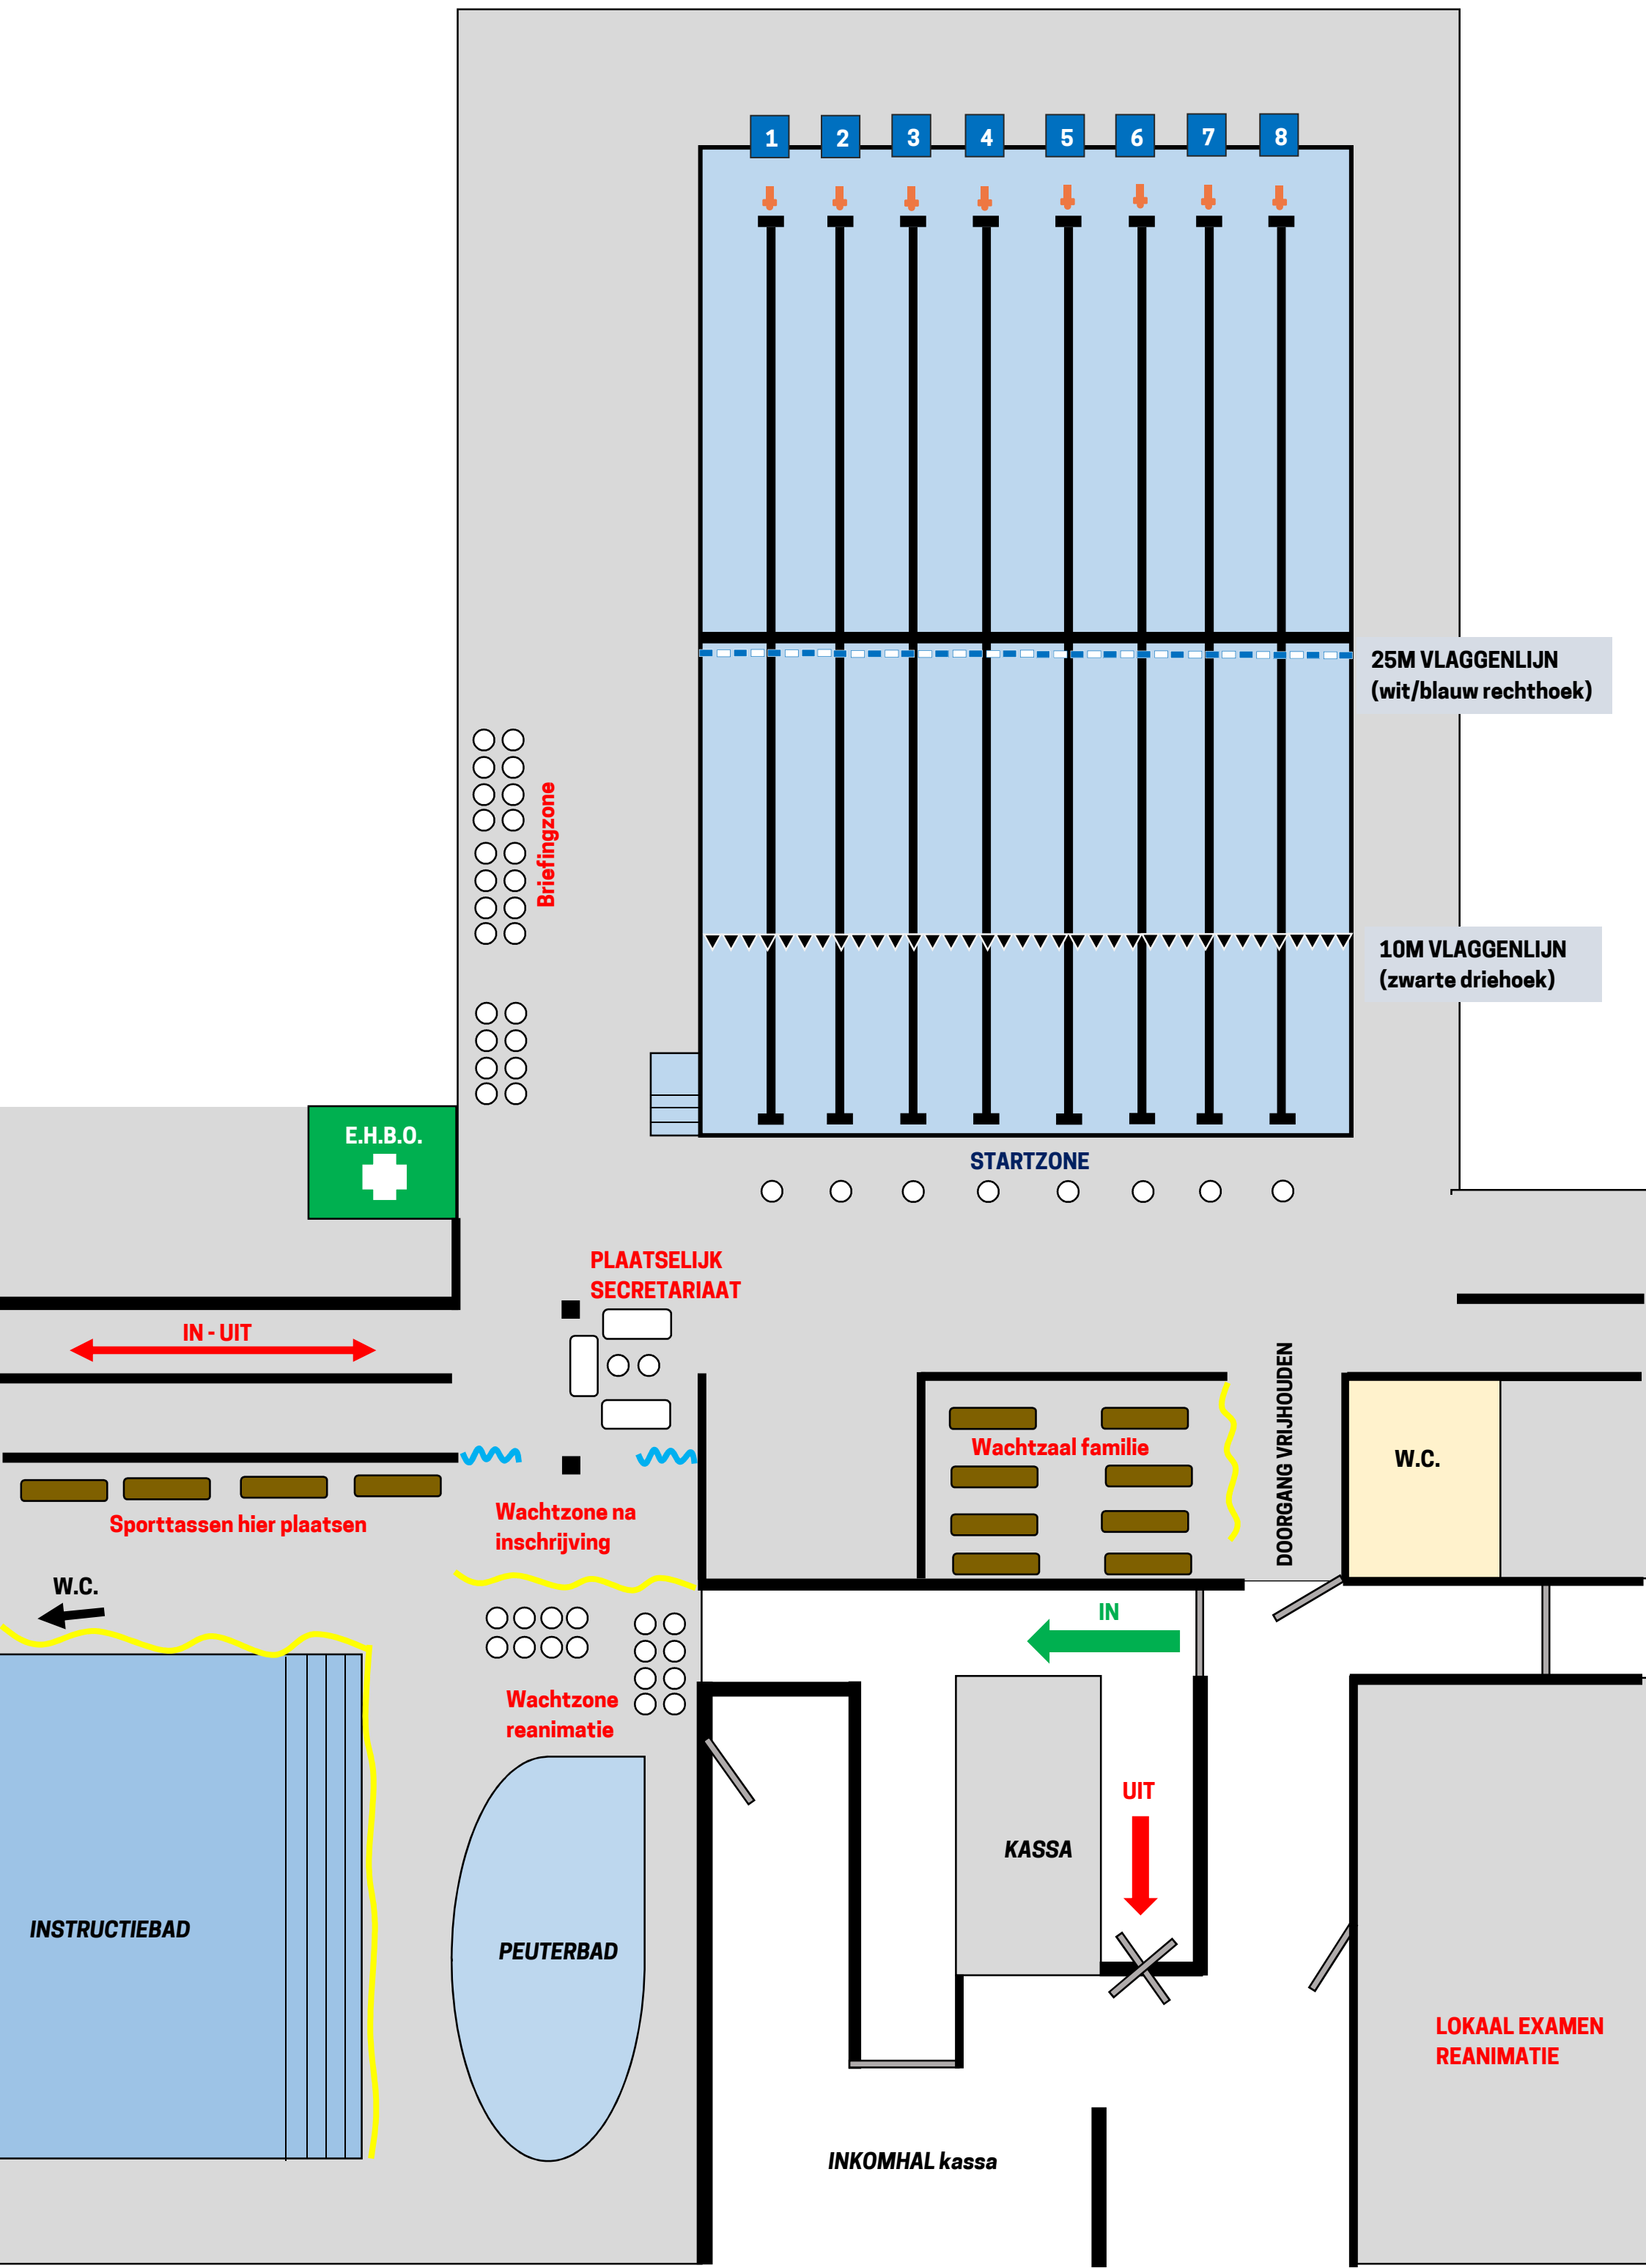 1 2 3 4 5 6 7 8
25M VLAGGENLIJN
(wit/blauw rechthoek)
Briefingzone
10M VLAGGENLIJN
(zwarte driehoek)
E.H.B.O.
STARTZONE
PLAATSELIJK
SECRETARIAAT
IN - UIT
DOORGANG VRIJHOUDEN
Wachtzaal familie
W.C.
Wachtzone na
inschrijving
Sporttassen hier plaatsen
W.C.
IN
Wachtzone
reanimatie
UIT
KASSA
INSTRUCTIEBAD
PEUTERBAD
LOKAAL EXAMEN
REANIMATIE
INKOMHAL kassa